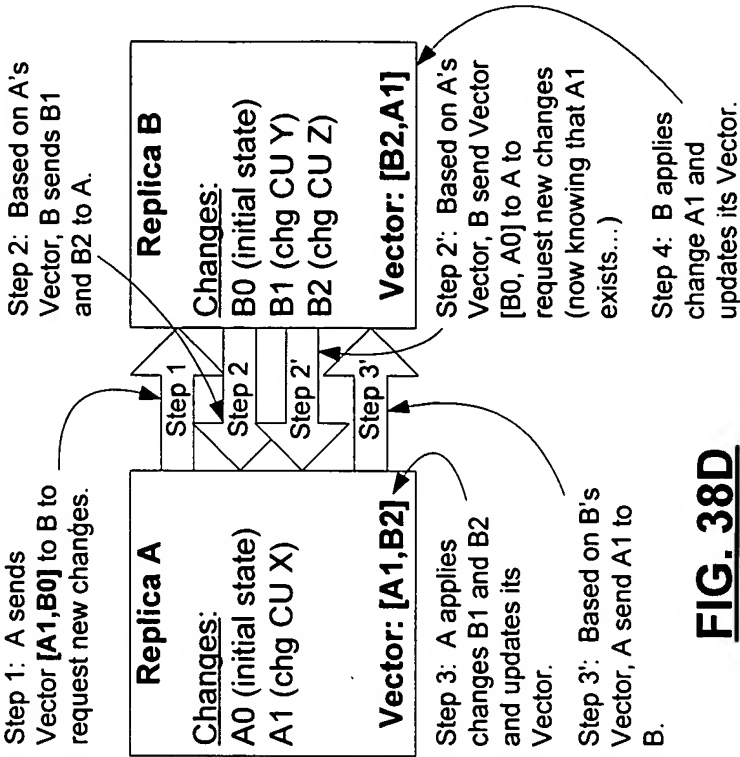 Step 1: A sends
Vector [A1,B0] to B to
request new changes.
Step 2: Based on A's
Vector, B sends B1
and B2 to A.
Replica A
Changes:
A0 (initial state)
A1 (chg CU X)
Vector: [A1,B2]
Step 1
Step 2
Step 2'
Step 3'
Replica B
Changes:
B0 (initial state)
B1 (chg CU Y)
B2 (chg CU Z)
Vector: [B2,A1]
Step 3: A applies
changes B1 and B2
and updates its
Vector.
Step 2': Based on A's
Vector, B send Vector
[B0, A0] to A to
request new changes
(now knowing that A1
exists...)
Step 3': Based on B's
Vector, A send A1 to
B.
Step 4: B applies
change A1 and
updates its Vector.
FIG. 38D